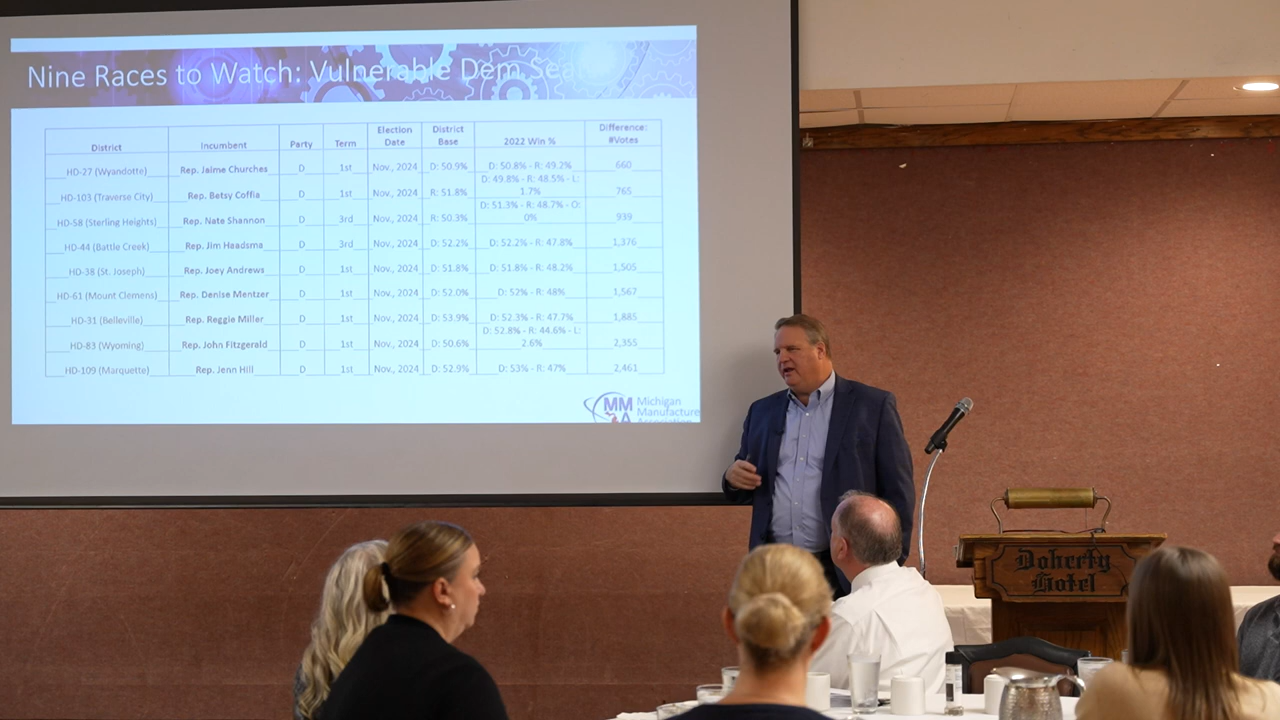 Nine Races to Watch: Vulnerable Dem Seats
District Incumbent Party Term Election Date District Base 2022 Win % Difference: #Votes
HD-27 (Wyandotte) Rep. Jaime Churches D 1st Nov., 2024 D: 50.9% D: 50.8% - R: 49.2% 660
HD-103 (Traverse City) Rep. Betsy Coffia D 1st Nov., 2024 R: 51.8% D: 49.8% - R: 48.5% - L: 1.7% 765
HD-58 (Sterling Heights) Rep. Nate Shannon D 3rd Nov., 2024 R: 50.3% D: 51.3% - R: 48.7% - O: 0% 939
HD-44 (Battle Creek) Rep. Jim Haadsma D 3rd Nov., 2024 D: 52.2% D: 52.2% - R: 47.8% 1,376
HD-38 (St. Joseph) Rep. Joey Andrews D 1st Nov., 2024 D: 51.8% D: 51.8% - R: 48.2% 1,505
HD-61 (Mount Clemens) Rep. Denise Mentzer D 1st Nov., 2024 D: 52.0% D: 52% - R: 48% 1,567
HD-31 (Belleville) Rep. Reggie Miller D 1st Nov., 2024 D: 53.9% D: 52.3% - R: 47.7% 1,885
HD-83 (Wyoming) Rep. John Fitzgerald D 1st Nov., 2024 D: 50.6% D: 52.8% - R: 44.6% - L: 2.6% 2,355
HD-109 (Marquette) Rep. Jenn Hill D 1st Nov., 2024 D: 52.9% D: 53% - R: 47% 2,461
MMA
Michigan
Manufacture
Doherty
Hotel